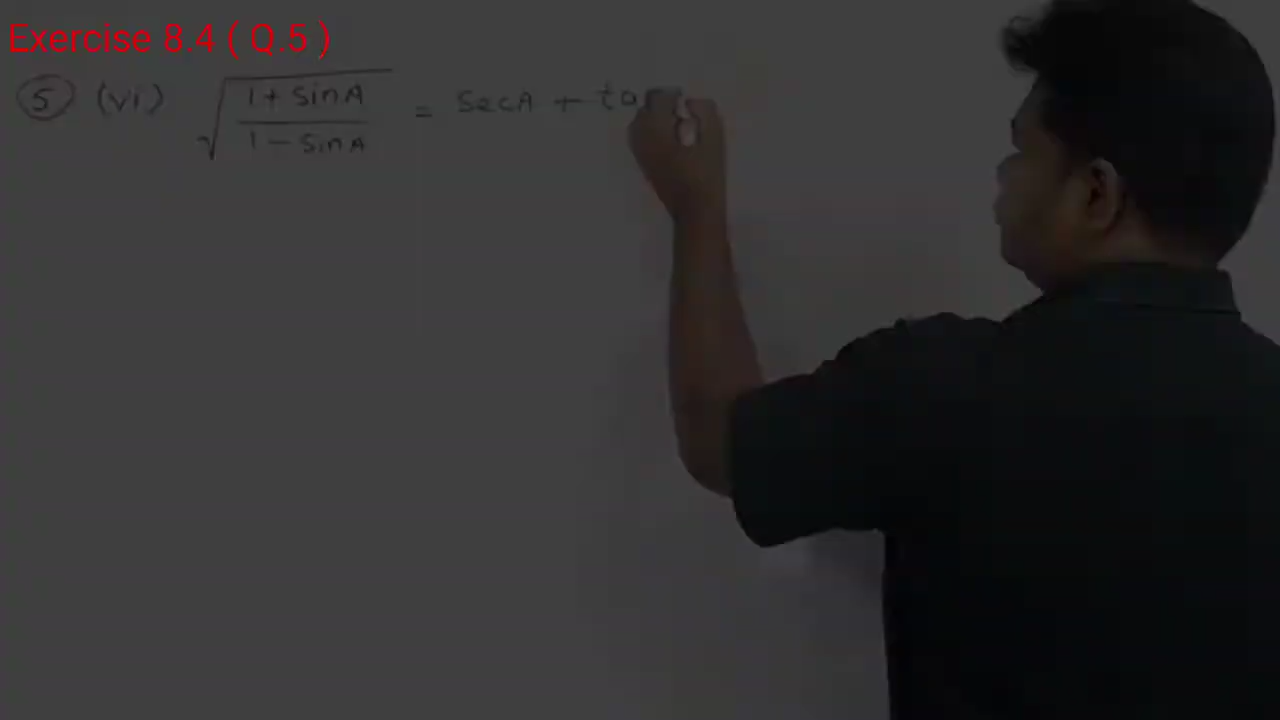 Exercise 8.4 ( Q.5 )
5 (vi) √(1 + sinA / 1 - sinA) = SecA + ta